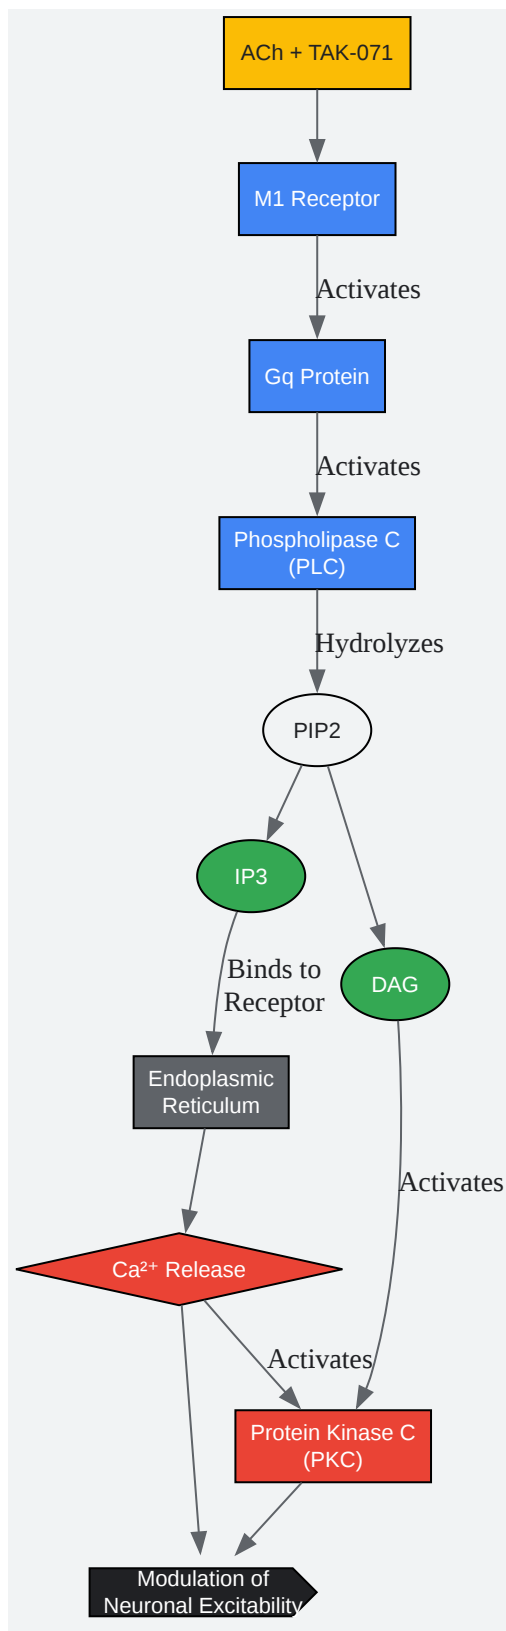 ACh + TAK-071
M1 Receptor
Activates
Gq Protein
Activates
Phospholipase C
(PLC)
Hydrolyzes
PIP2
IP3
Binds to
Receptor
DAG
Endoplasmic
Reticulum
Activates
Ca²⁺ Release
Activates
Protein Kinase C
(PKC)
Modulation of
Neuronal Excitability